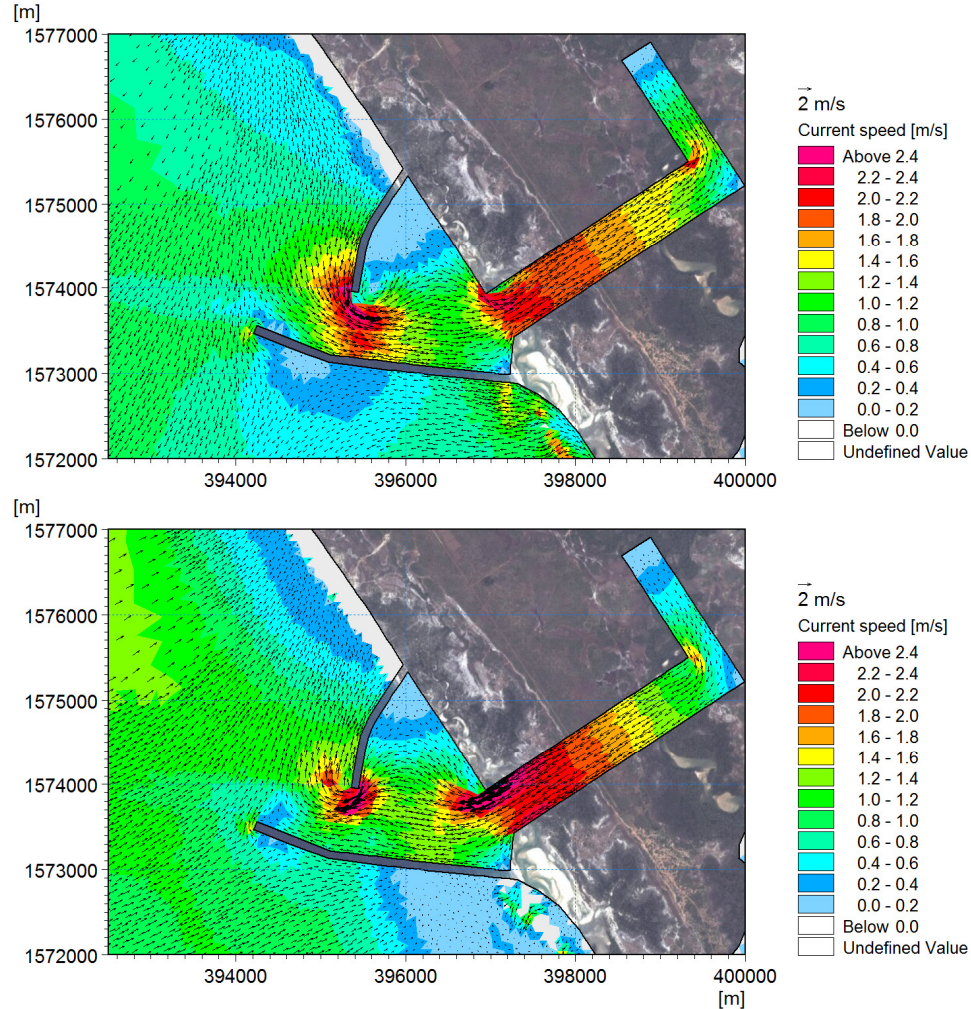 [m]
1577000
1576000
1575000
1574000
1573000
1572000
394000 396000 398000 400000
2 m/s
Current speed [m/s]
Above 2.4
2.2 - 2.4
2.0 - 2.2
1.8 - 2.0
1.6 - 1.8
1.4 - 1.6
1.2 - 1.4
1.0 - 1.2
0.8 - 1.0
0.6 - 0.8
0.4 - 0.6
0.2 - 0.4
0.0 - 0.2
Below 0.0
Undefined Value
[m]
1577000
1576000
1575000
1574000
1573000
1572000
394000 396000 398000 400000
[m]
2 m/s
Current speed [m/s]
Above 2.4
2.2 - 2.4
2.0 - 2.2
1.8 - 2.0
1.6 - 1.8
1.4 - 1.6
1.2 - 1.4
1.0 - 1.2
0.8 - 1.0
0.6 - 0.8
0.4 - 0.6
0.2 - 0.4
0.0 - 0.2
Below 0.0
Undefined Value